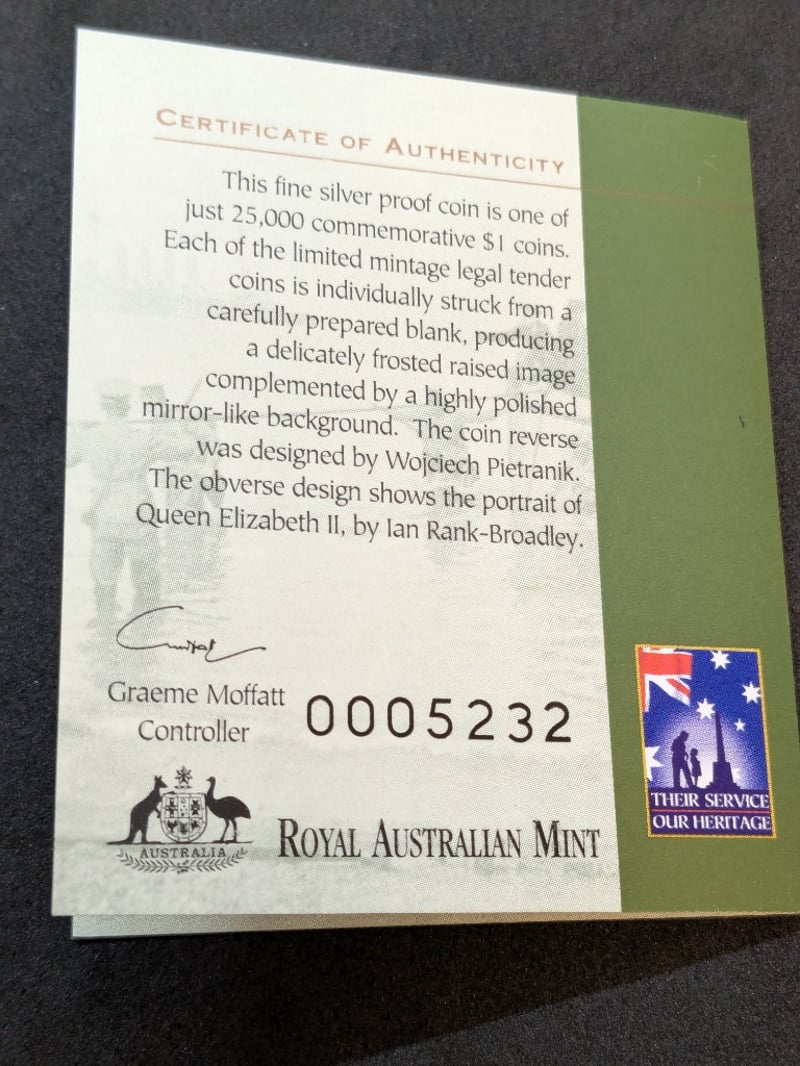 CERTIFICATE OF AUTHENTICITY
This fine silver proof coin is one of
just 25,000 commemorative $1 coins.
Each of the limited mintage legal tender
coins is individually struck from a
carefully prepared blank, producing
a delicately frosted raised image
complemented by a highly polished
mirror-like background. The coin reverse
was designed by Wojciech Pietranik.
The obverse design shows the portrait of
Queen Elizabeth II, by Ian Rank-Broadley.
Graeme Moffatt
Controller
0005232
AUSTRALIA
ROYAL AUSTRALIAN MINT
THEIR SERVICE
OUR HERITAGE